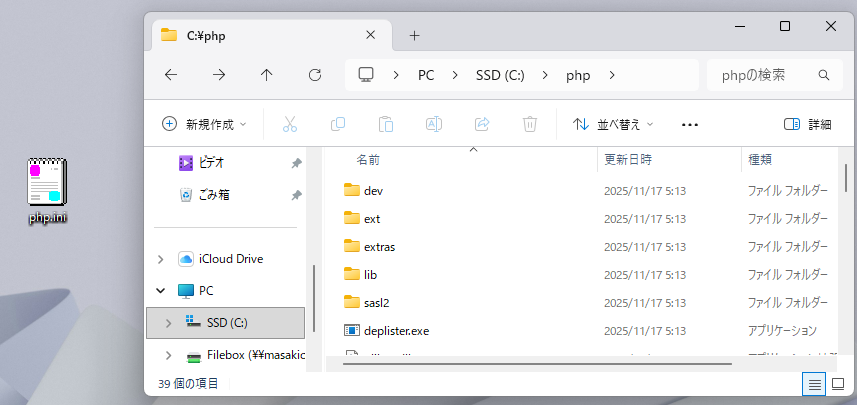 C:¥php
PC
SSD (C:)
php
phpの検索
新規作成
並べ替え
詳細
php.ini
ビデオ
ごみ箱
iCloud Drive
PC
SSD (C:)
Filebox (¥¥masakic
名前
更新日時
種類
dev
2025/11/17 5:13
ファイル フォルダー
ext
2025/11/17 5:13
ファイル フォルダー
extras
2025/11/17 5:13
ファイル フォルダー
lib
2025/11/17 5:13
ファイル フォルダー
sasl2
2025/11/17 5:13
ファイル フォルダー
deplister.exe
2025/11/17 5:13
アプリケーション
39 個の項目